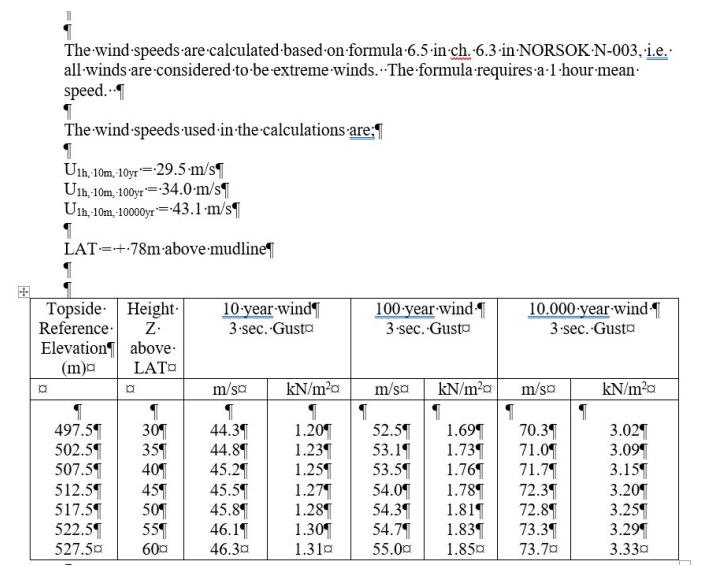 The wind speeds are calculated based on formula 6.5 in ch. 6.3 in NORSOK N-003, i.e.
all winds are considered to be extreme winds.  The formula requires a 1 hour mean
speed.  ¶
¶
The wind speeds used in the calculations are;¶
¶
U1h, 10m, 10yr = 29.5 m/s¶
U1h, 10m, 100yr = 34.0 m/s¶
U1h, 10m, 10000yr = 43.1 m/s¶
¶
LAT = + 78m above mudline¶
¶
¶
Topside Reference Elevation¶ (m)¤ | Height Z above LAT¤ | 10 year wind¶ 3 sec. Gust¤ | 100 year wind ¶ 3 sec. Gust¤ | 10.000 year wind ¶ 3 sec. Gust¤
¤ | ¤ | m/s¤ | kN/m²¤ | m/s¤ | kN/m²¤ | m/s¤ | kN/m²¤
¶ ¶ ¶ ¶ ¶ ¶ ¶ ¶
497.5¶ 30¶ 44.3¶ 1.20¶ 52.5¶ 1.69¶ 70.3¶ 3.02¶
502.5¶ 35¶ 44.8¶ 1.23¶ 53.1¶ 1.73¶ 71.0¶ 3.09¶
507.5¶ 40¶ 45.2¶ 1.25¶ 53.5¶ 1.76¶ 71.7¶ 3.15¶
512.5¶ 45¶ 45.5¶ 1.27¶ 54.0¶ 1.78¶ 72.3¶ 3.20¶
517.5¶ 50¶ 45.8¶ 1.28¶ 54.3¶ 1.81¶ 72.8¶ 3.25¶
522.5¶ 55¶ 46.1¶ 1.30¶ 54.7¶ 1.83¶ 73.3¶ 3.29¶
527.5¤ 60¤ 46.3¤ 1.31¤ 55.0¤ 1.85¤ 73.7¤ 3.33¤